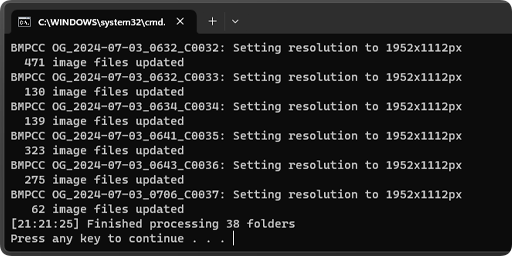 C:\WINDOWS\system32\cmd.
BMPCC OG_2024-07-03_0632_C0032: Setting resolution to 1952x1112px
471 image files updated
BMPCC OG_2024-07-03_0632_C0033: Setting resolution to 1952x1112px
130 image files updated
BMPCC OG_2024-07-03_0634_C0034: Setting resolution to 1952x1112px
139 image files updated
BMPCC OG_2024-07-03_0641_C0035: Setting resolution to 1952x1112px
323 image files updated
BMPCC OG_2024-07-03_0643_C0036: Setting resolution to 1952x1112px
275 image files updated
BMPCC OG_2024-07-03_0706_C0037: Setting resolution to 1952x1112px
62 image files updated
[21:21:25] Finished processing 38 folders
Press any key to continue . . .